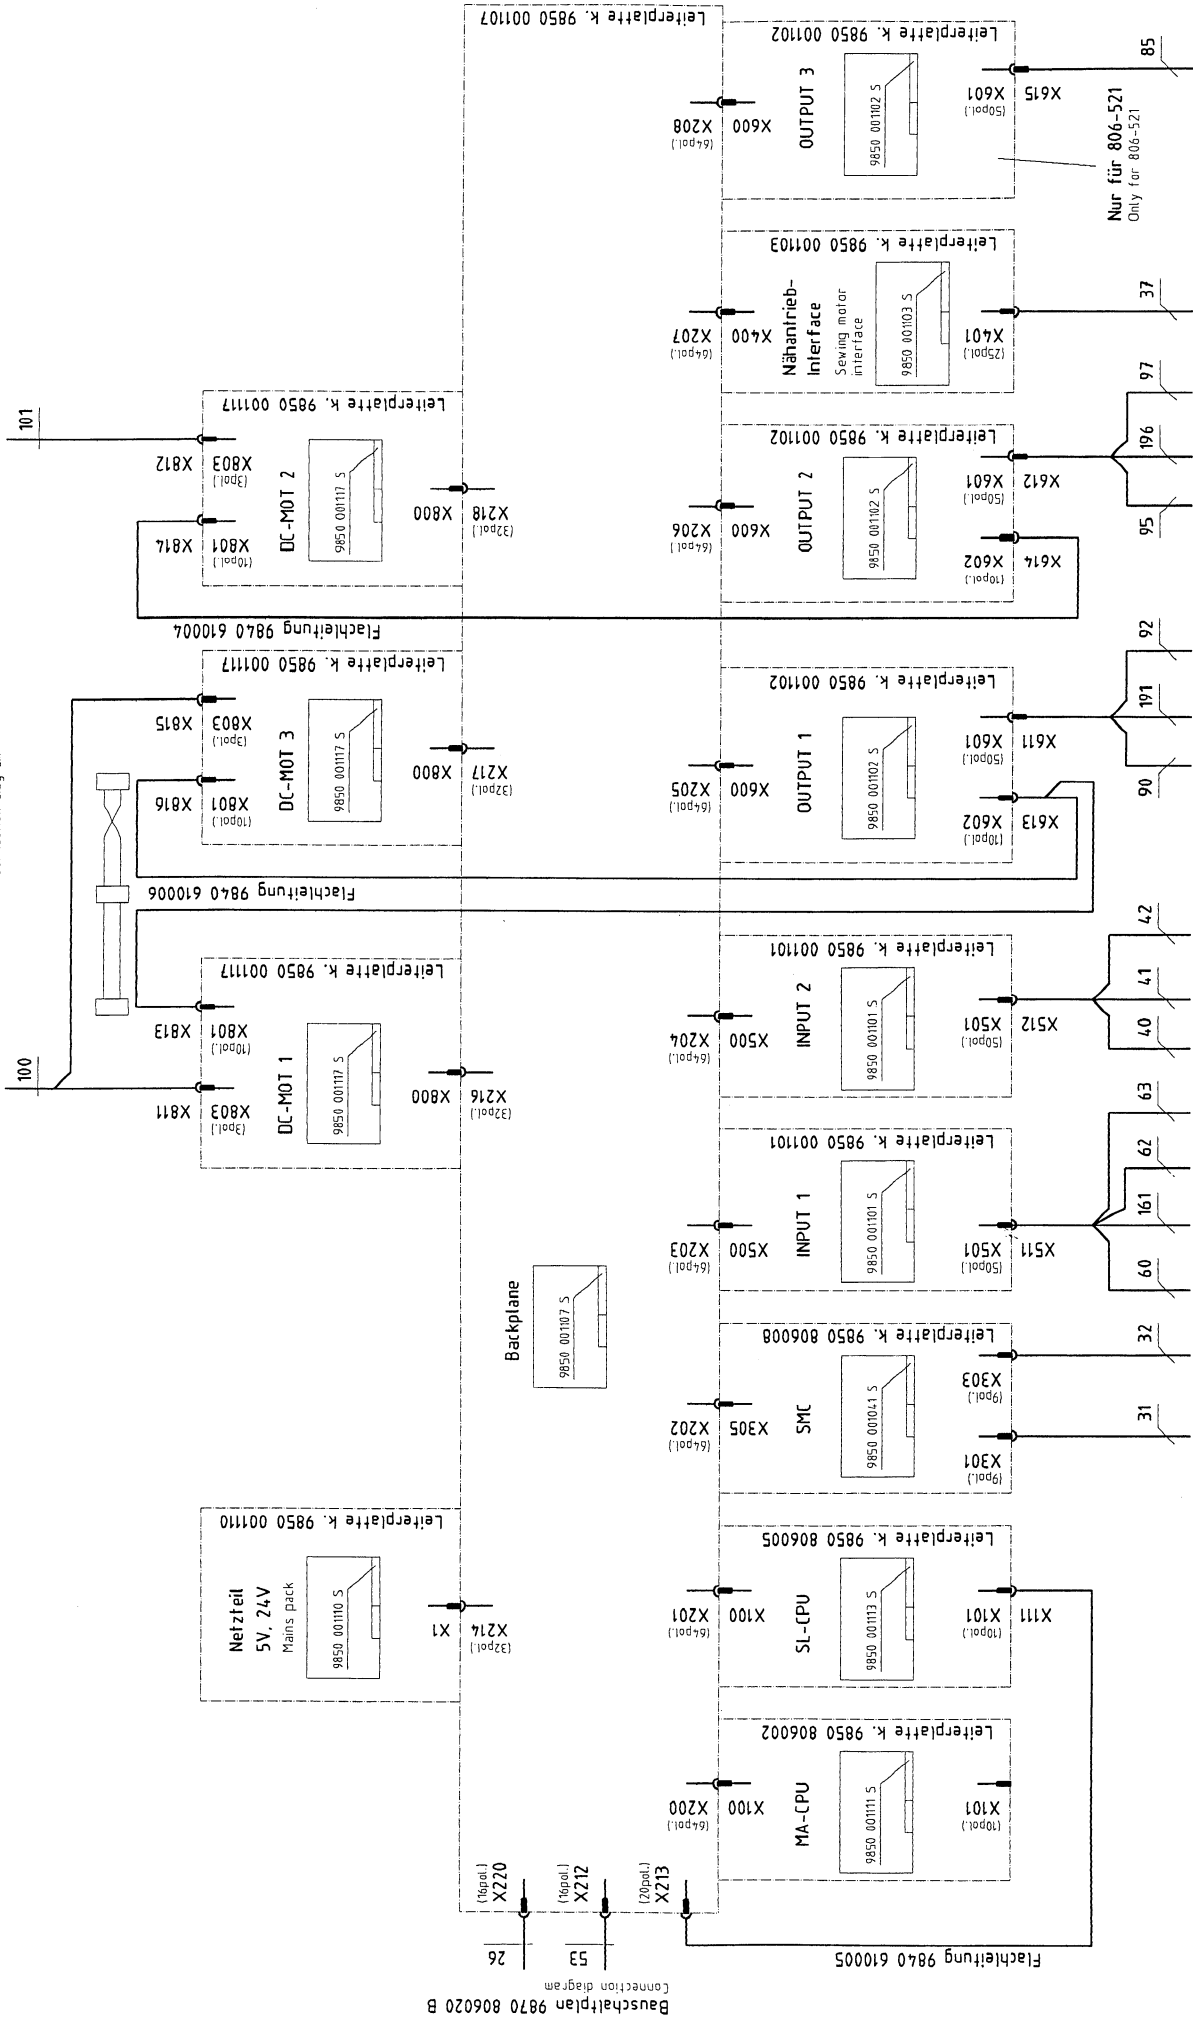 Leiterplatte k. 9850 001107
Backplane
9850 001107 S
Bauschaltplan 9870 806020 B
Connection diagram
26
(16pol.)
X220
53
(16pol.)
X212
(20pol.)
X213
Flachleitung 9840 610005
Leiterplatte k. 9850 001110
Netzteil
5V, 24V
Mains pack
9850 001110 S
X1
X214
(32pol.)
100
Leiterplatte k. 9850 001117
X811
X803
(3pol.)
X813
X801
(10pol.)
DC-MOT 1
9850 001117 S
X800
X216
(32pol.)
Flachleitung 9840 610006
Leiterplatte k. 9850 001117
X816
X801
(10pol.)
X815
X803
(3pol.)
DC-MOT 3
9850 001117 S
X800
X217
(32pol.)
Flachleitung 9840 610004
101
Leiterplatte k. 9850 001117
X814
X801
(10pol.)
X812
X803
(3pol.)
DC-MOT 2
9850 001117 S
X800
X218
(32pol.)
(64pol.)
X200
X100
MA-CPU
Leiterplatte k. 9850 806002
9850 001111 S
X101
(10pol.)
(64pol.)
X201
X100
SL-CPU
Leiterplatte k. 9850 806005
9850 001113 S
X101
(10pol.)
X111
(64pol.)
X202
X305
SMC
Leiterplatte k. 9850 806008
9850 001041 S
X301
(9pol.)
X303
(9pol.)
31
32
(64pol.)
X203
X500
INPUT 1
Leiterplatte k. 9850 001101
9850 001101 S
X501
(50pol.)
X511
60
161
62
63
(64pol.)
X204
X500
INPUT 2
Leiterplatte k. 9850 001101
9850 001101 S
X501
(50pol.)
X512
40
41
42
(64pol.)
X205
X600
OUTPUT 1
Leiterplatte k. 9850 001102
9850 001102 S
X602
(10pol.)
X613
X601
(50pol.)
X611
90
191
92
(64pol.)
X206
X600
OUTPUT 2
Leiterplatte k. 9850 001102
9850 001102 S
X602
(10pol.)
X614
X601
(50pol.)
X612
95
196
97
(64pol.)
X207
X400
Nähantrieb-
Interface
Sewing motor
interface
Leiterplatte k. 9850 001103
9850 001103 S
X401
(25pol.)
37
(64pol.)
X208
X600
OUTPUT 3
Leiterplatte k. 9850 001102
9850 001102 S
X601
(50pol.)
X615
85
Nur für 806-521
Only for 806-521